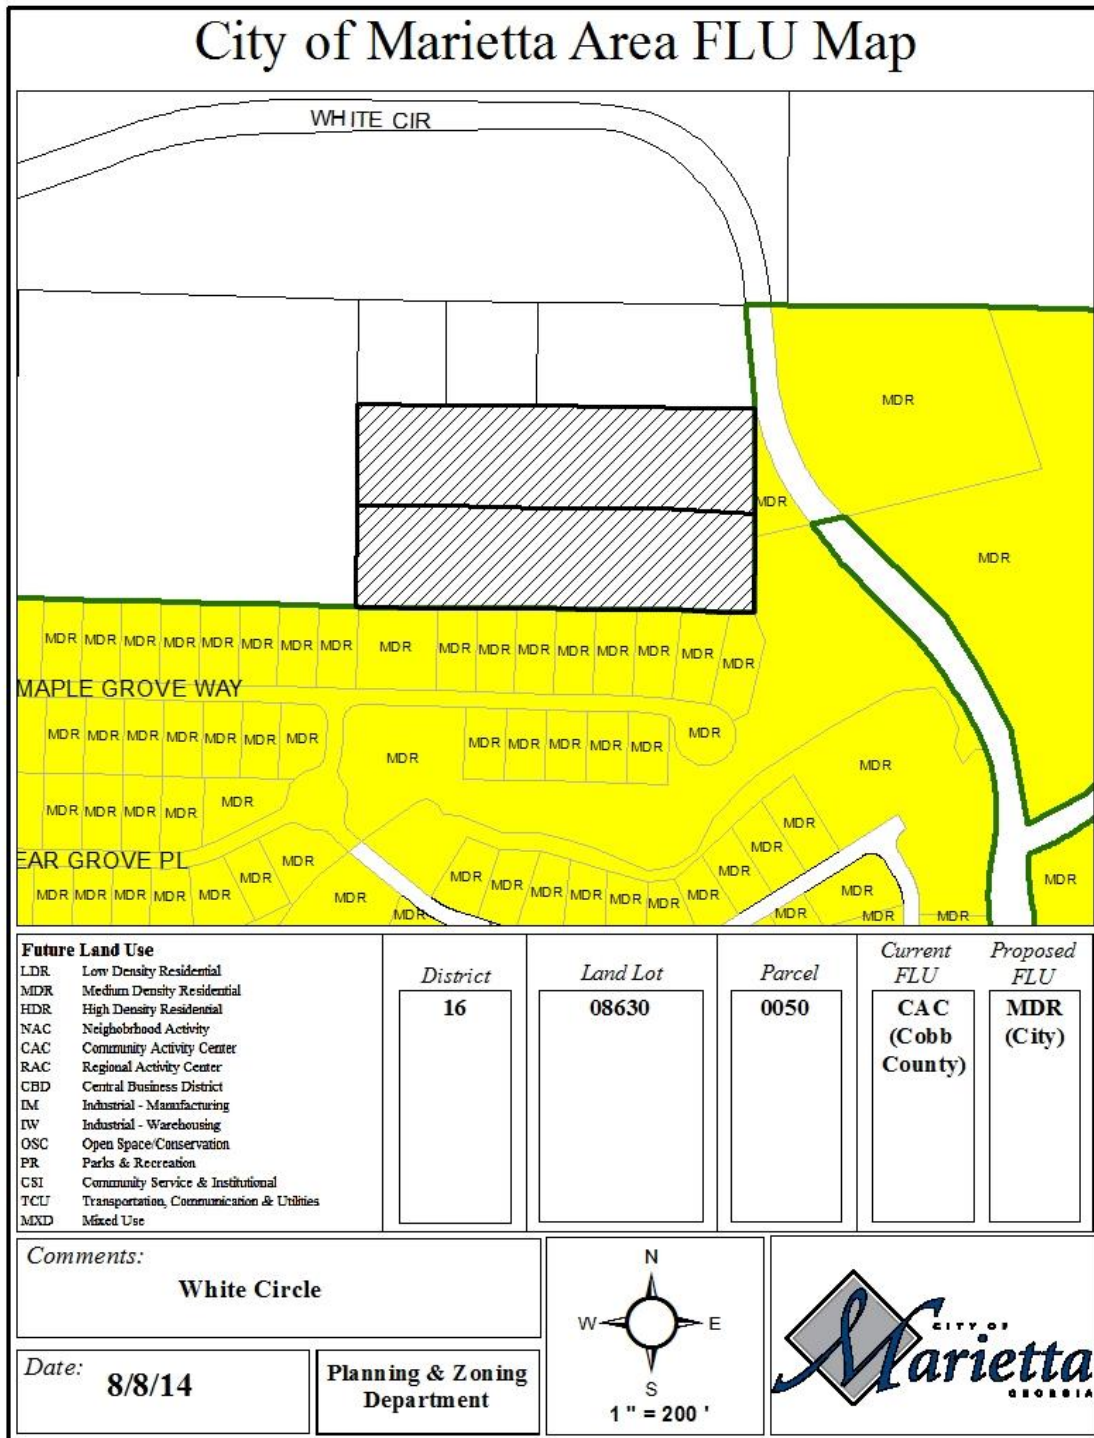 City of Marietta Area FLU Map
WHITE CIR
MDR
MDR
MDR
MDR MDR MDR MDR MDR MDR MDR MDR MDR MDR MDR MDR MDR MDR MDR MDR MDR
MAPLE GROVE WAY
MDR MDR MDR MDR MDR MDR MDR MDR MDR MDR MDR MDR MDR MDR
MDR
MDR
MDR MDR MDR MDR MDR
MDR
MDR
EAR GROVE PL
MDR
MDR
MDR
MDR MDR MDR MDR MDR MDR MDR MDR MDR MDR MDR MDR MDR
MDR
MDR
MDR
MDR
MDR
MDR
Future Land Use
LDR Low Density Residential
MDR Medium Density Residential
HDR High Density Residential
NAC Neighobrhood Activity
CAC Community Activity Center
RAC Regional Activity Center
CBD Central Business District
IM Industrial - Manufacturing
IW Industrial - Warehousing
OSC Open Space/Conservation
PR Parks & Recreation
CSI Community Service & Institutional
TCU Transportation, Communication & Utilities
MXD Mixed Use
District
16
Land Lot
08630
Parcel
0050
Current
FLU
CAC
(Cobb
County)
Proposed
FLU
MDR
(City)
Comments:
White Circle
Date:
8/8/14
Planning & Zoning
Department
N
W E
S
1 " = 200 '
CITY OF
Marietta
GEORGIA